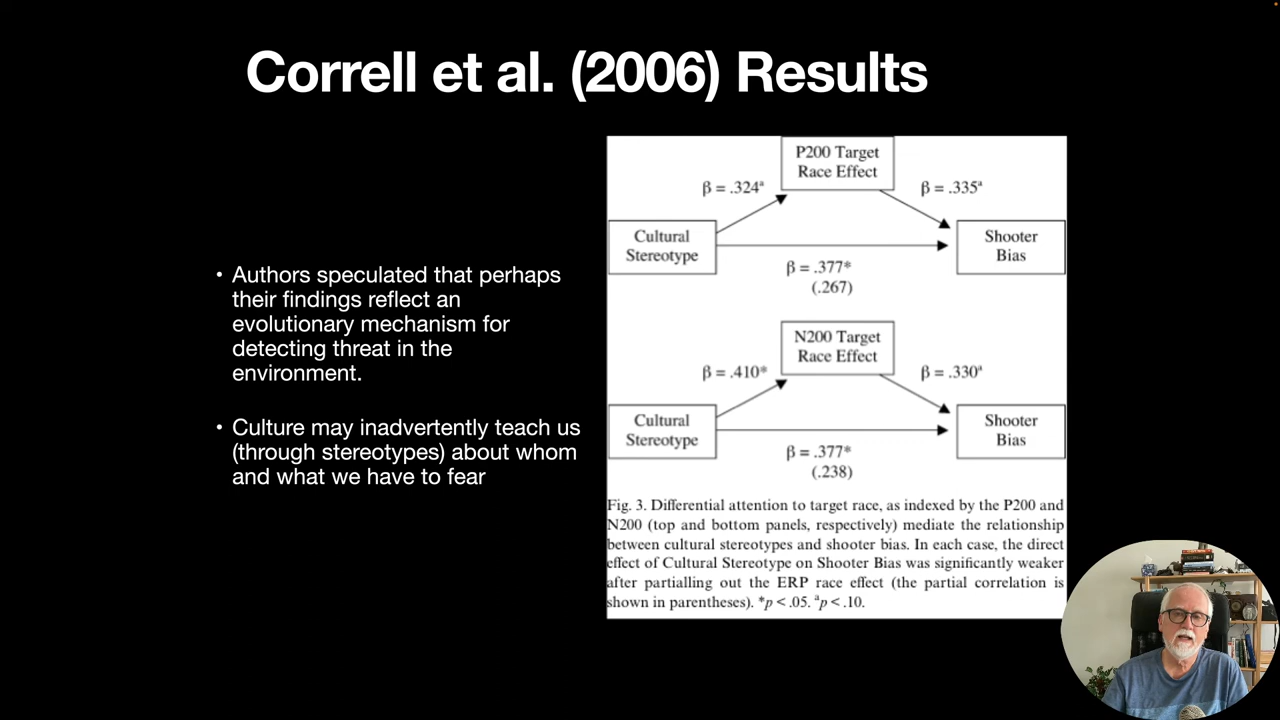 Correll et al. (2006) Results
• Authors speculated that perhaps
their findings reflect an
evolutionary mechanism for
detecting threat in the
environment.
• Culture may inadvertently teach us
(through stereotypes) about whom
and what we have to fear
P200 Target
Race Effect
β = .324ᵃ
β = .335ᵃ
Cultural
Stereotype
Shooter
Bias
β = .377*
(.267)
N200 Target
Race Effect
β = .410*
β = .330ᵃ
Cultural
Stereotype
Shooter
Bias
β = .377*
(.238)
Fig. 3. Differential attention to target race, as indexed by the P200 and
N200 (top and bottom panels, respectively) mediate the relationship
between cultural stereotypes and shooter bias. In each case, the direct
effect of Cultural Stereotype on Shooter Bias was significantly weaker
after partialling out the ERP race effect (the partial correlation is
shown in parentheses). *p < .05. ᵃp < .10.